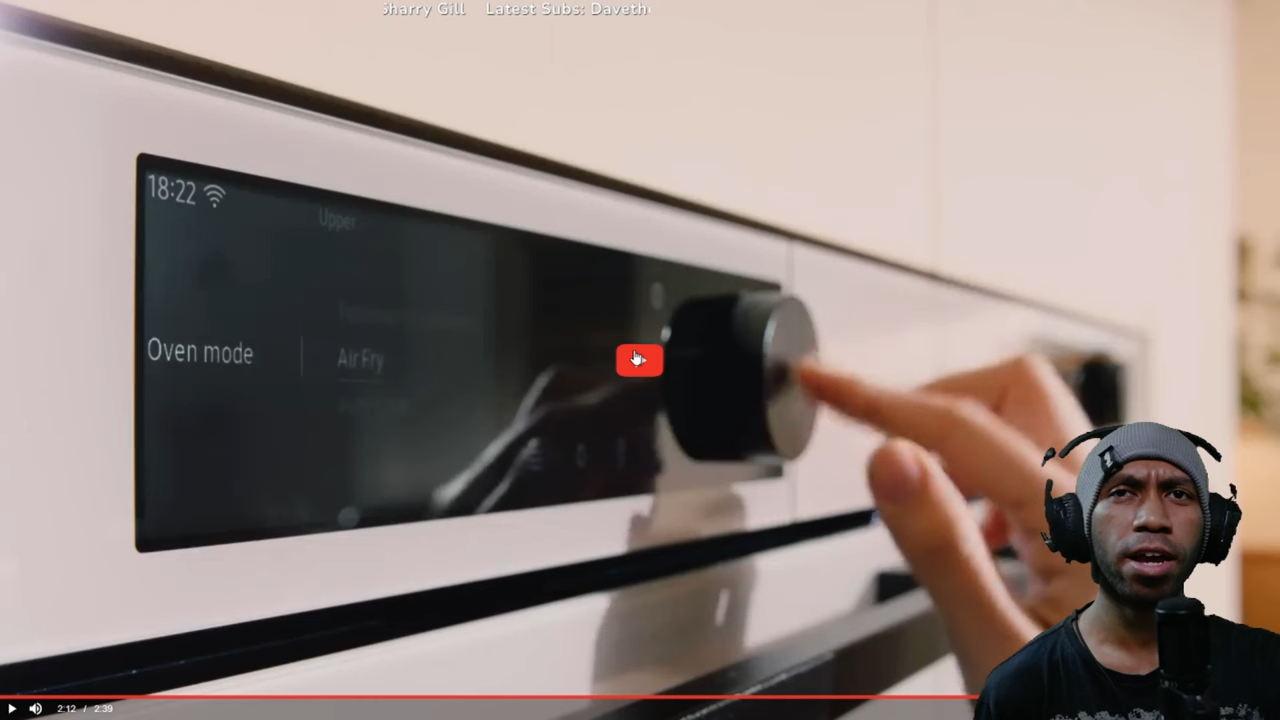 Sharry Gill    Latest Subs: Daveth
18:22
Upper
Oven mode
Air Fry
2:12 / 2:39